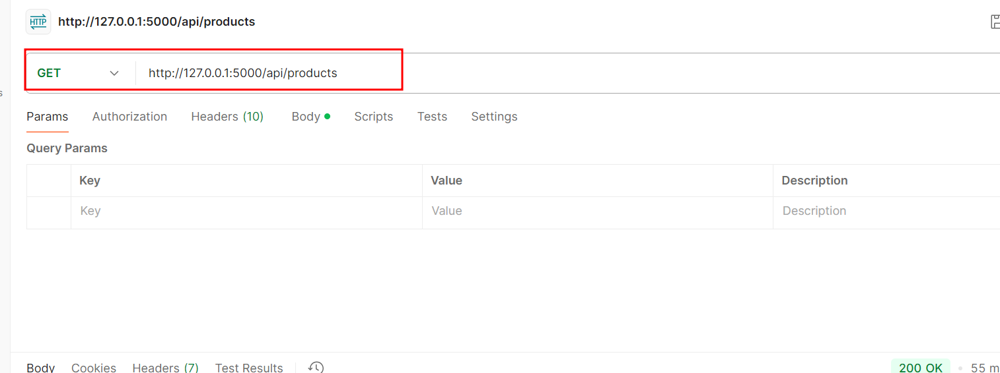 HTTP http://127.0.0.1:5000/api/products
GET http://127.0.0.1:5000/api/products
s
Params Authorization Headers (10) Body Scripts Tests Settings
Query Params
Key Value Description
Key Value Description
Body Cookies Headers (7) Test Results 200 OK 55 m